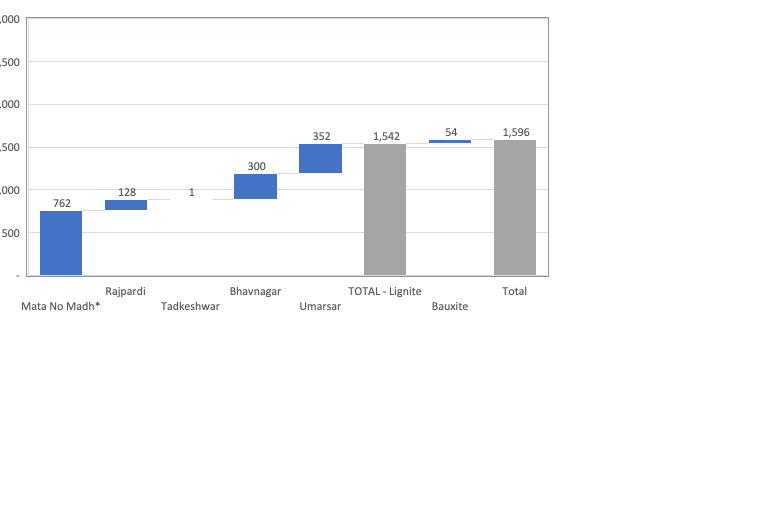 ,000
,500
,000
,500
,000
500
-
352
1,542
54
1,596
300
128
1
762
Rajpardi
Bhavnagar
TOTAL - Lignite
Total
Mata No Madh*
Tadkeshwar
Umarsar
Bauxite